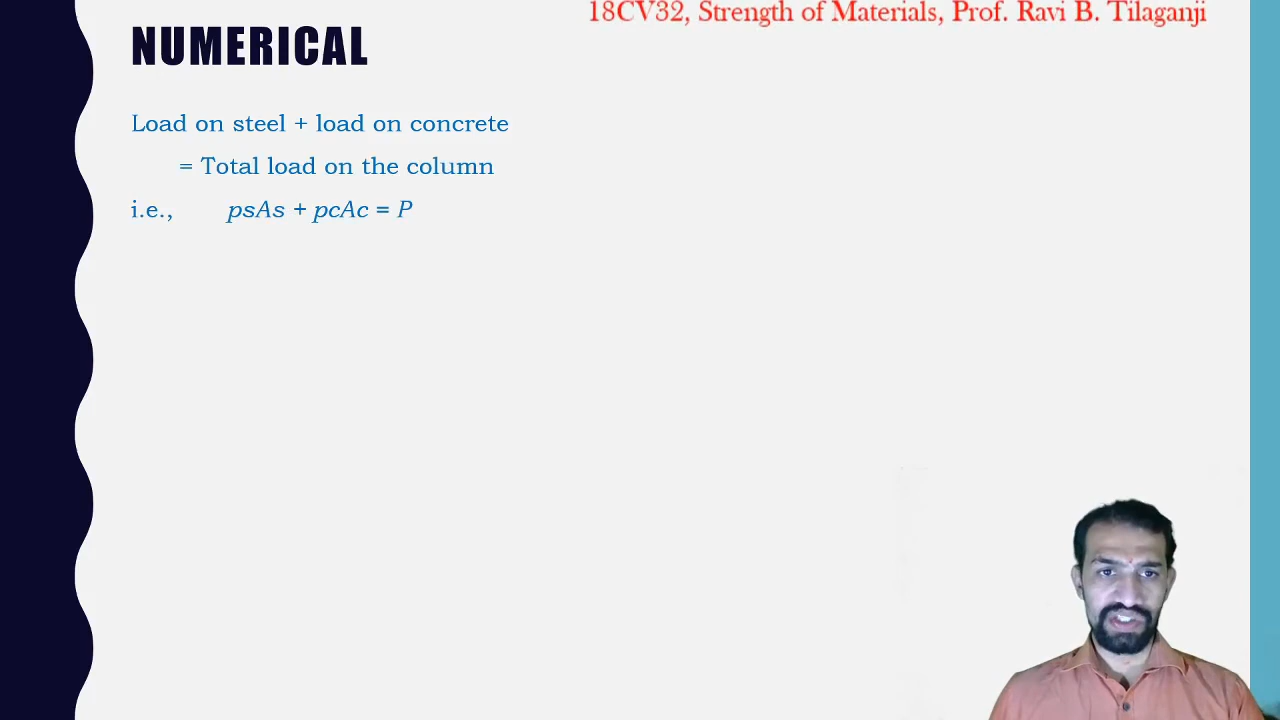 18CV32, Strength of Materials, Prof. Ravi B. Tilaganji
NUMERICAL
Load on steel + load on concrete
= Total load on the column
i.e., psAs + pcAc = P